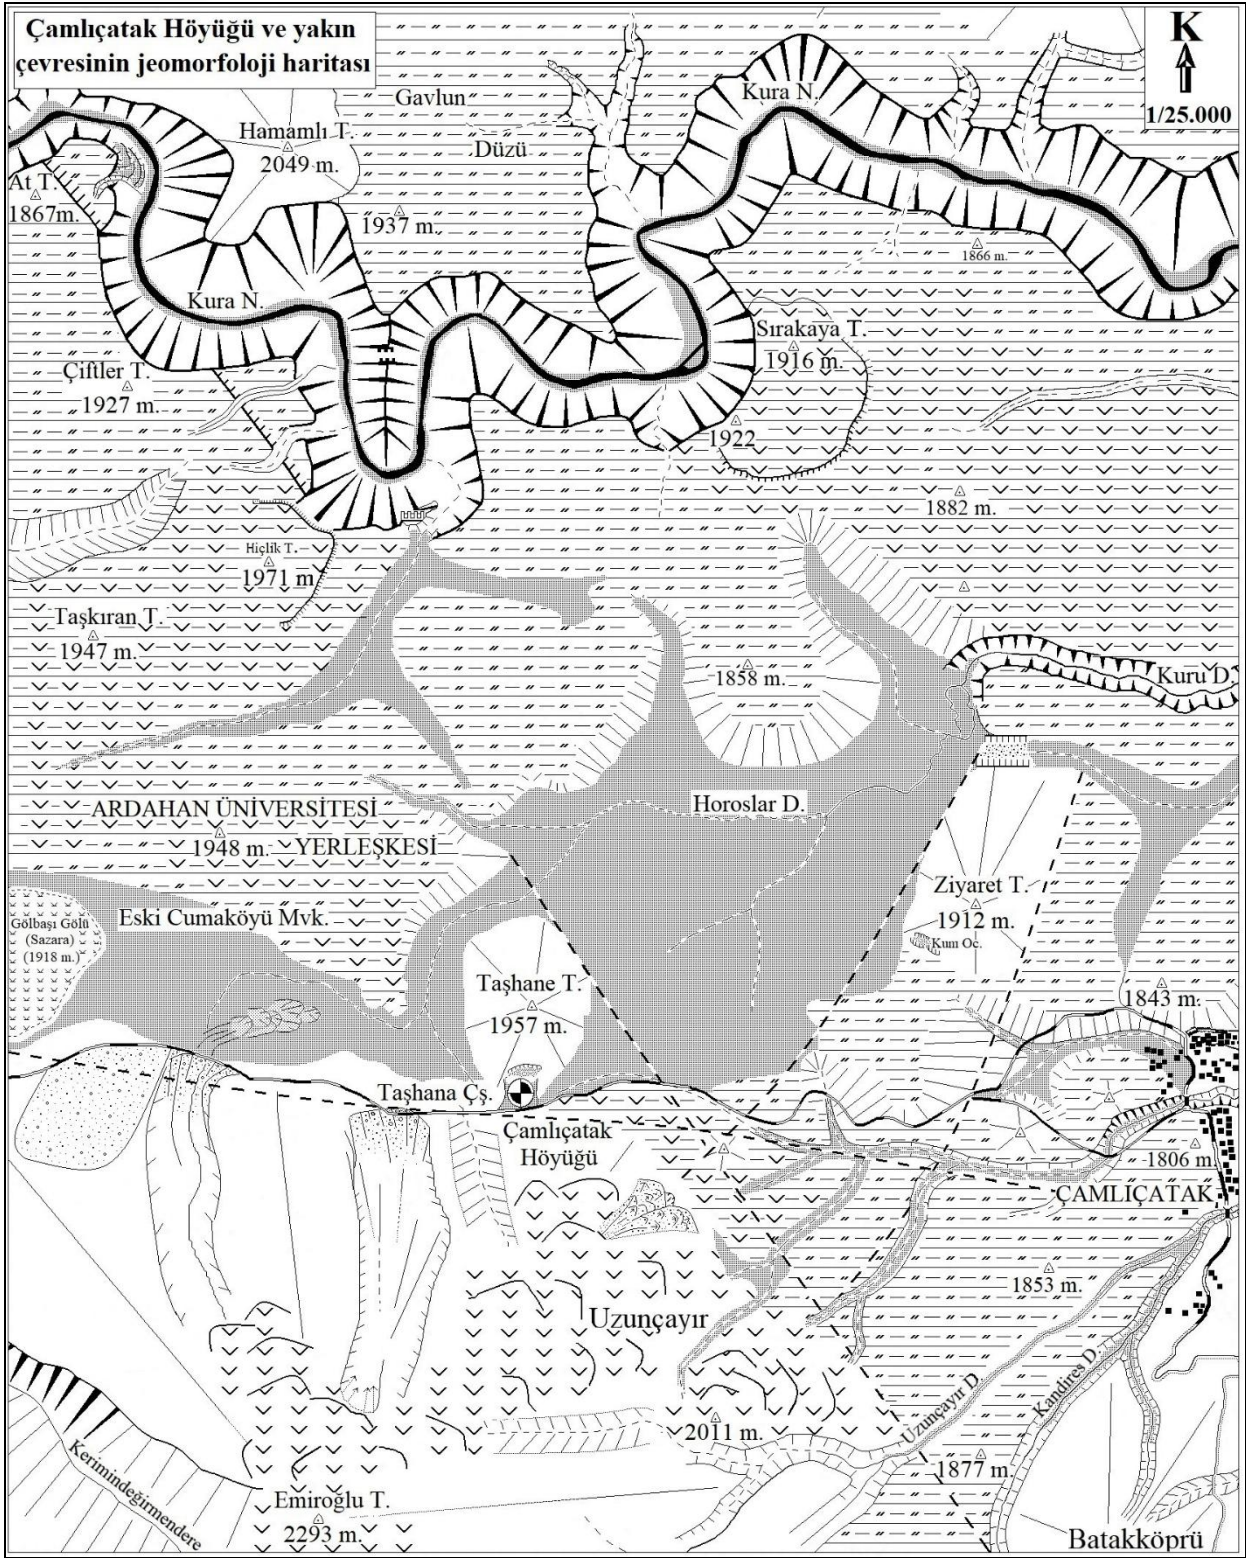 Çamlıçatak Höyüğü ve yakın
çevresinin jeomorfoloji haritası
K
1/25.000
Gavlun
Düzü
Kura N.
Hamamlı T.
2049 m.
At T.
1867m.
1937 m.
1866 m.
Kura N.
Sırakaya T.
1916 m.
Çiftler T.
1927 m.
1922
1882 m.
Hiçlik T.
1971 m
Taşkıran T.
1947 m.
1858 m.
Kuru D.
ARDAHAN ÜNİVERSİTESİ
YERLEŞKESİ
1948 m.
Horoslar D.
Ziyaret T.
1912 m.
Kum Oc.
Eski Cumaköyü Mvk.
Gölbaşı Gölü
(Sazara)
(1918 m.)
Taşhane T.
1957 m.
1843 m.
Taşhana Çş.
Çamlıçatak
Höyüğü
1806 m.
ÇAMLIÇATAK
1853 m.
Uzunçayır
Uzunçayır D.
Kandires D.
2011 m.
1877 m.
Kerimindeğirmendere
Emiroğlu T.
2293 m.
Batakköprü